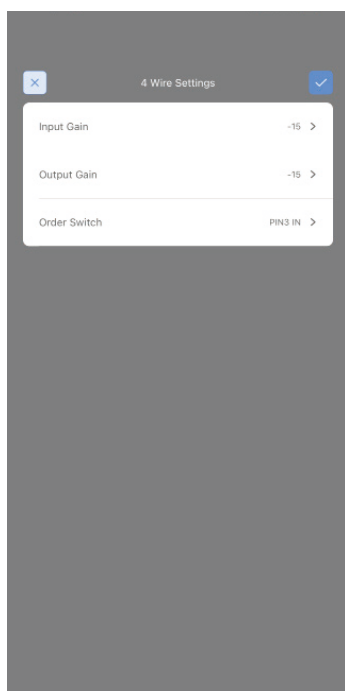 4 Wire Settings
Input Gain -15
Output Gain -15
Order Switch PIN3 IN